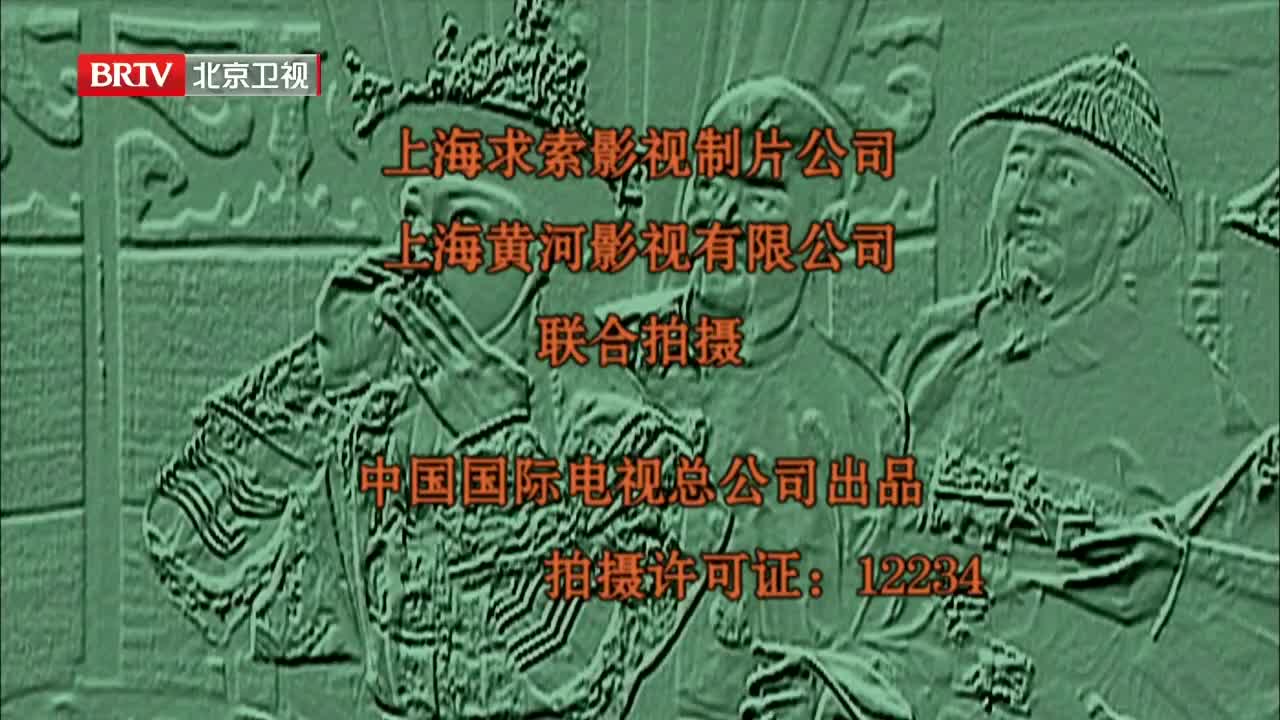 BRTV 北京卫视
上海求索影视制片公司
上海黄河影视有限公司
联合拍摄
中国国际电视总公司出品
拍摄许可证：12234